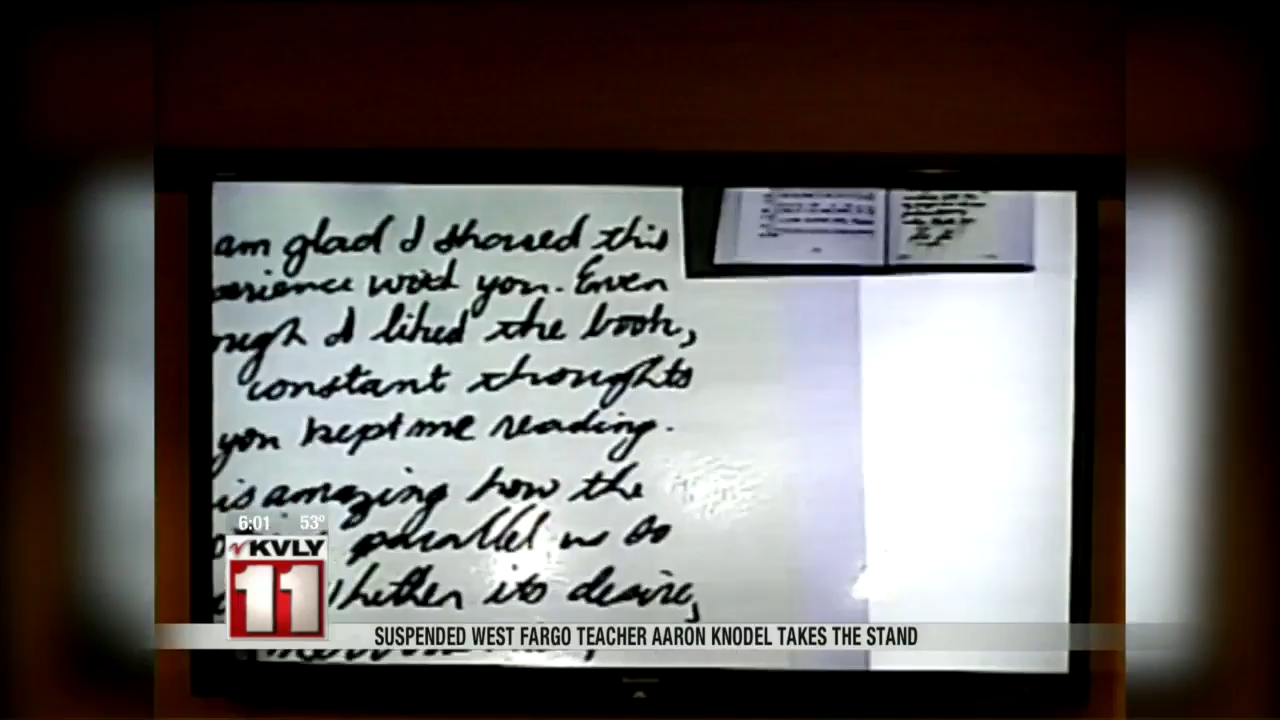 am glad I shared this
erience with you. Even
ough I liked the book,
constant thoughts
you kept me reading.
is amazing how the
parallel us so
Whether its desire,
6:01 53°
KVLY
11
SUSPENDED WEST FARGO TEACHER AARON KNODEL TAKES THE STAND